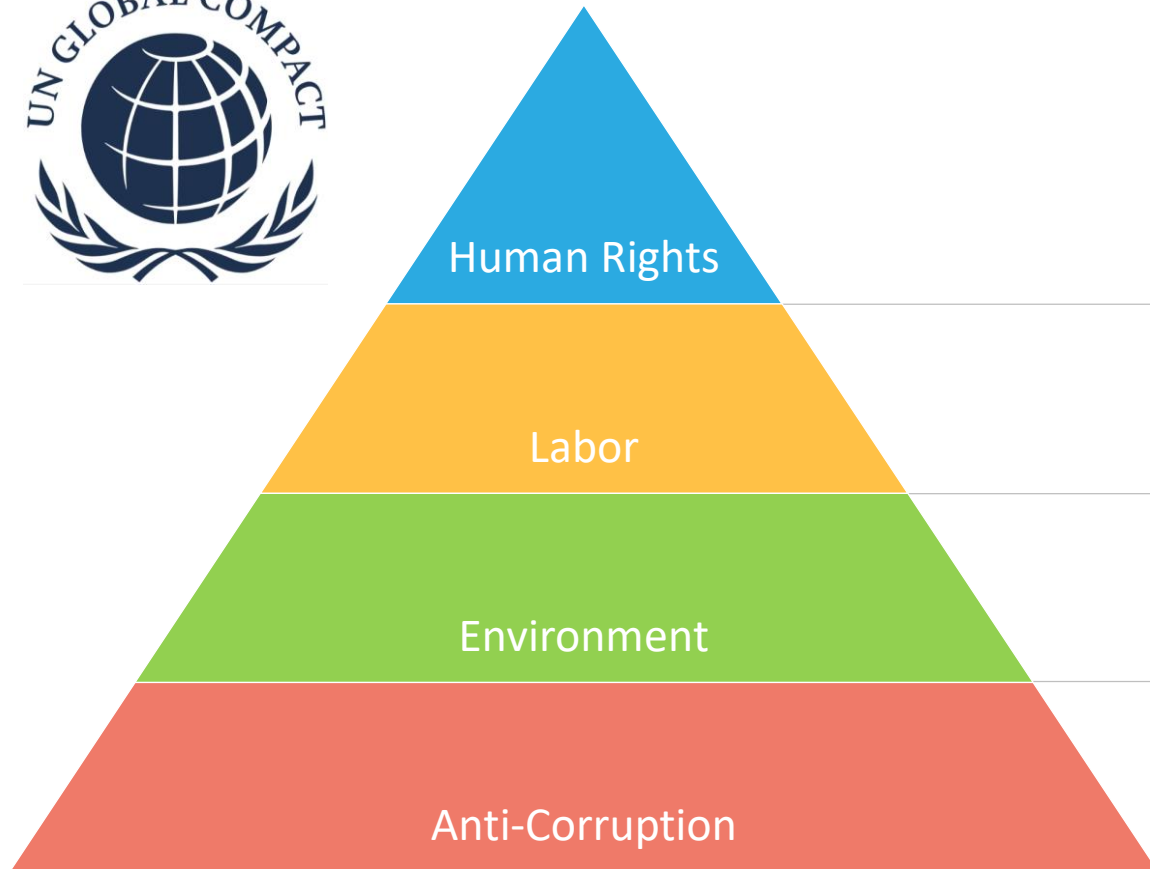 UN GLOBAL COMPACT
Human Rights
Labor
Environment
Anti-Corruption